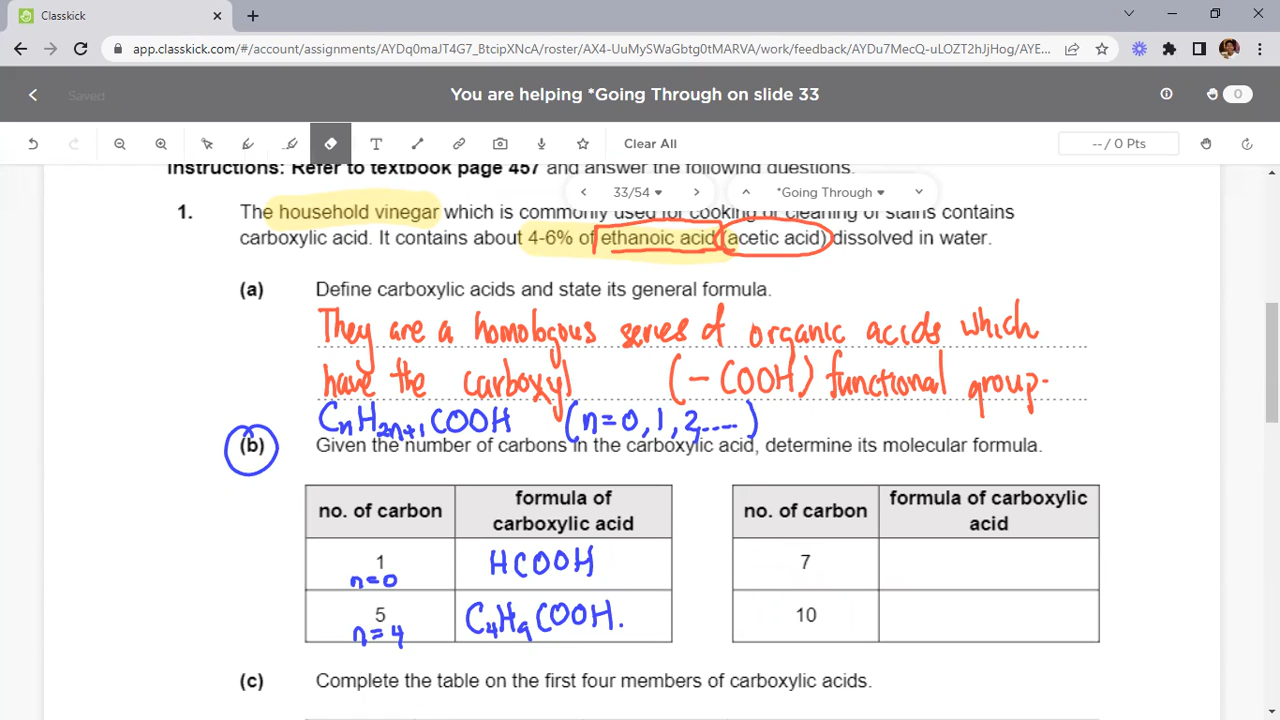 Classkick
app.classkick.com/#/account/assignments/AYDq0maJT4G7_BtcipXNcA/roster/AX4-UuMySWaGbtg0tMARVA/work/feedback/AYDu7MecQ-uLOZT2hJjHog/AYE...
Saved
You are helping *Going Through on slide 33
0
Clear All
-- / 0 Pts
33/54
*Going Through
Instructions: Refer to textbook page 457 and answer the following questions.
1. The household vinegar which is commonly used for cooking or cleaning of stains contains
carboxylic acid. It contains about 4-6% of ethanoic acid (acetic acid) dissolved in water.
(a) Define carboxylic acids and state its general formula.
They are a homologous series of organic acids which
have the carboxyl (-COOH) functional group.
CnH2n+1COOH (n=0,1,2,....)
(b) Given the number of carbons in the carboxylic acid, determine its molecular formula.
no. of carbon formula of carboxylic acid
1 n=0 HCOOH
5 n=4 C4H9COOH.
no. of carbon formula of carboxylic acid
7
10
(c) Complete the table on the first four members of carboxylic acids.